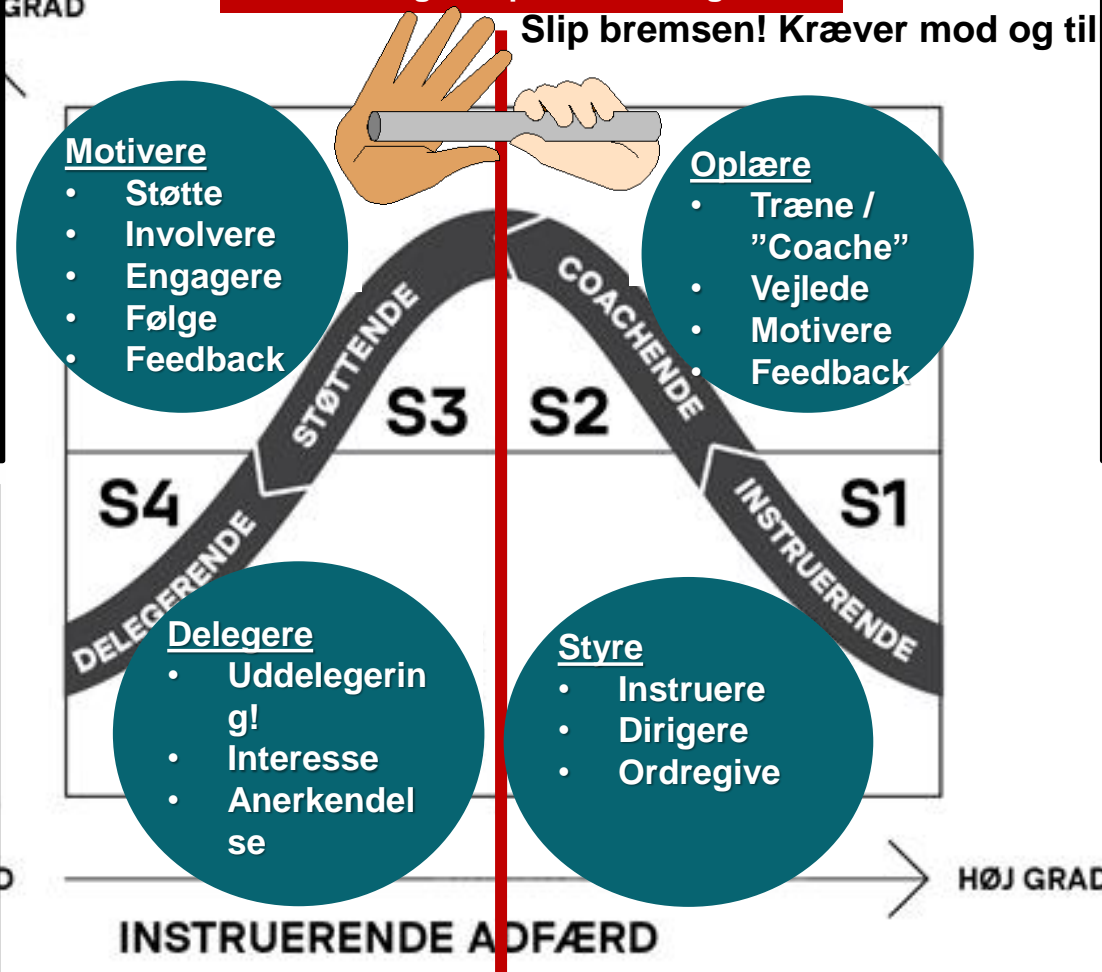 GRAD
Slip bremsen! Kræver mod og til
Motivere
• Støtte
• Involvere
• Engagere
• Følge
• Feedback
Oplære
• Træne /
”Coache”
• Vejlede
• Motivere
• Feedback
STØTTENDE
COACHENDE
S3
S2
S4
S1
DELEGERENDE
INSTRUERENDE
Delegere
• Uddelegerin
g!
• Interesse
• Anerkendel
se
Styre
• Instruere
• Dirigere
• Ordregive
HØJ GRAD
INSTRUERENDE ADFÆRD